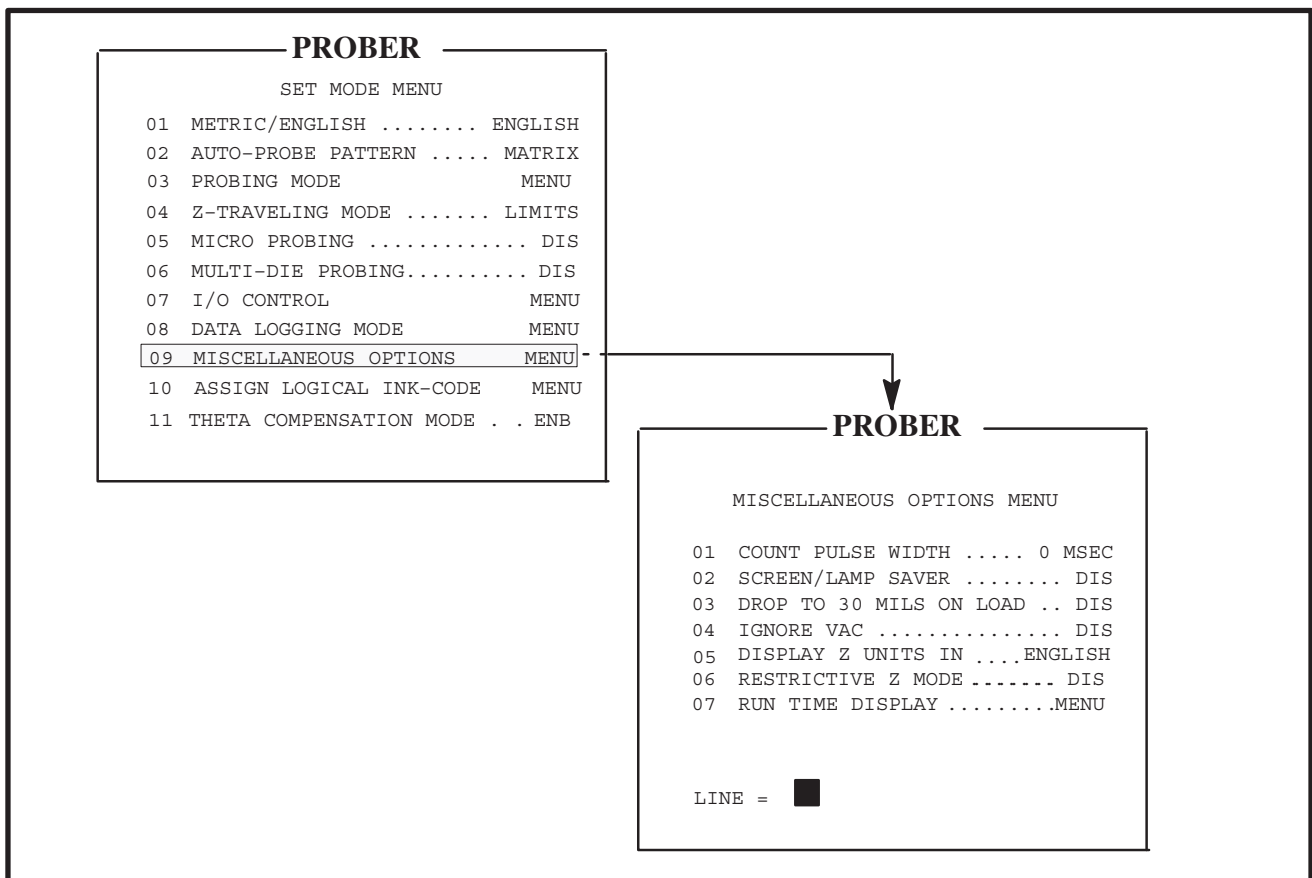 PROBER
SET MODE MENU
01 METRIC/ENGLISH ........ ENGLISH
02 AUTO-PROBE PATTERN ..... MATRIX
03 PROBING MODE MENU
04 Z-TRAVELING MODE ....... LIMITS
05 MICRO PROBING ............. DIS
06 MULTI-DIE PROBING.......... DIS
07 I/O CONTROL MENU
08 DATA LOGGING MODE MENU
09 MISCELLANEOUS OPTIONS MENU
10 ASSIGN LOGICAL INK-CODE MENU
11 THETA COMPENSATION MODE . . ENB
PROBER
MISCELLANEOUS OPTIONS MENU
01 COUNT PULSE WIDTH ..... 0 MSEC
02 SCREEN/LAMP SAVER ........ DIS
03 DROP TO 30 MILS ON LOAD .. DIS
04 IGNORE VAC ............... DIS
05 DISPLAY Z UNITS IN ....ENGLISH
06 RESTRICTIVE Z MODE ....... DIS
07 RUN TIME DISPLAY .........MENU
LINE =